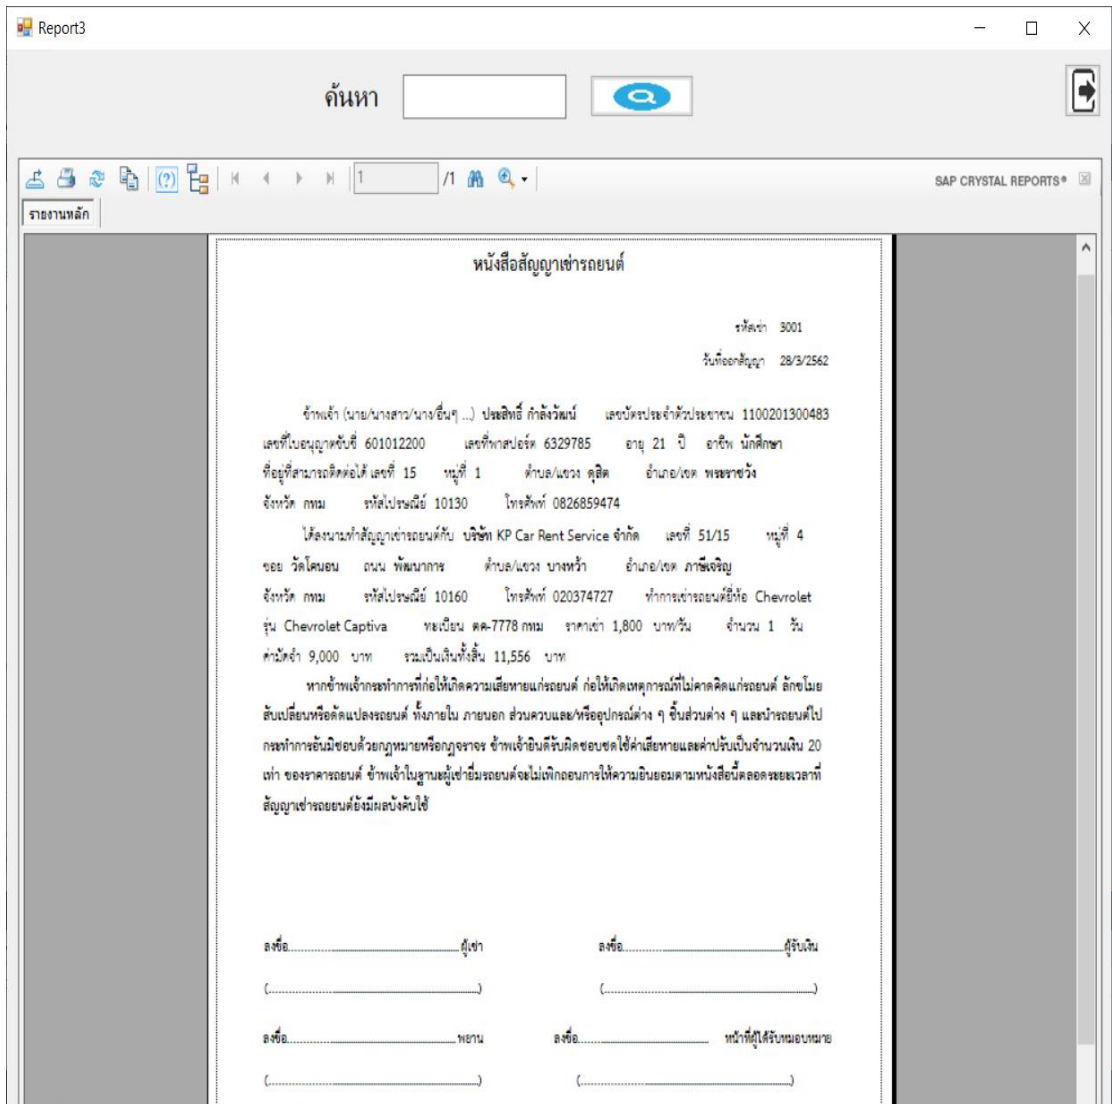 Report3
ค้นหา
1 /1
SAP CRYSTAL REPORTS®
รายงานหลัก
หนังสือสัญญาเช่ารถยนต์
รหัสเช่า 3001
วันที่ออกสัญญา 28/3/2562
ข้าพเจ้า (นาย/นางสาว/นาง/อื่นๆ ...) ประสิทธิ์ กำลังวัฒน์ เลขบัตรประจำตัวประชาชน 1100201300483
เลขที่ใบอนุญาตขับขี่ 601012200 เลขที่พาสปอร์ต 6329785 อายุ 21 ปี อาชีพ นักศึกษา
ที่อยู่ที่สามารถติดต่อได้ เลขที่ 15 หมู่ที่ 1 ตำบล/แขวง ดุสิต อำเภอ/เขต พระราชวัง
จังหวัด กทม รหัสไปรษณีย์ 10130 โทรศัพท์ 0826859474
ได้ลงนามทำสัญญาเช่ารถยนต์กับ บริษัท KP Car Rent Service จำกัด เลขที่ 51/15 หมู่ที่ 4
ซอย วัดโคนอน ถนน พัฒนาการ ตำบล/แขวง บางหว้า อำเภอ/เขต ภาษีเจริญ
จังหวัด กทม รหัสไปรษณีย์ 10160 โทรศัพท์ 020374727 ทำการเช่ารถยนต์ยี่ห้อ Chevrolet
รุ่น Chevrolet Captiva ทะเบียน ตค-7778 กทม ราคาเช่า 1,800 บาท/วัน จำนวน 1 วัน
ค่ามัดจำ 9,000 บาท รวมเป็นเงินทั้งสิ้น 11,556 บาท
หากข้าพเจ้ากระทำการที่ก่อให้เกิดความเสียหายแก่รถยนต์ ก่อให้เกิดเหตุการณ์ที่ไม่คาดคิดแก่รถยนต์ ลักขโมย
สับเปลี่ยนหรือดัดแปลงรถยนต์ ทั้งภายใน ภายนอก ส่วนควบและ/หรืออุปกรณ์ต่าง ๆ ชิ้นส่วนต่าง ๆ และนำรถยนต์ไป
กระทำการอันมิชอบด้วยกฎหมายหรือกฎจราจร ข้าพเจ้ายินดีรับผิดชอบชดใช้ค่าเสียหายและค่าปรับเป็นจำนวนเงิน 20
เท่า ของราคารถยนต์ ข้าพเจ้าในฐานะผู้เช่ายืมรถยนต์จะไม่เพิกถอนการให้ความยินยอมตามหนังสือนี้ตลอดระยะเวลาที่
สัญญาเช่ารถยยนต์ยังมีผลบังคับใช้
ลงชื่อ........................................ผู้เช่า ลงชื่อ........................................ผู้รับเงิน
(........................................) (........................................)
ลงชื่อ........................................พยาน ลงชื่อ................................ หน้าที่ผู้ได้รับหมอบหมาย
(........................................) (........................................)